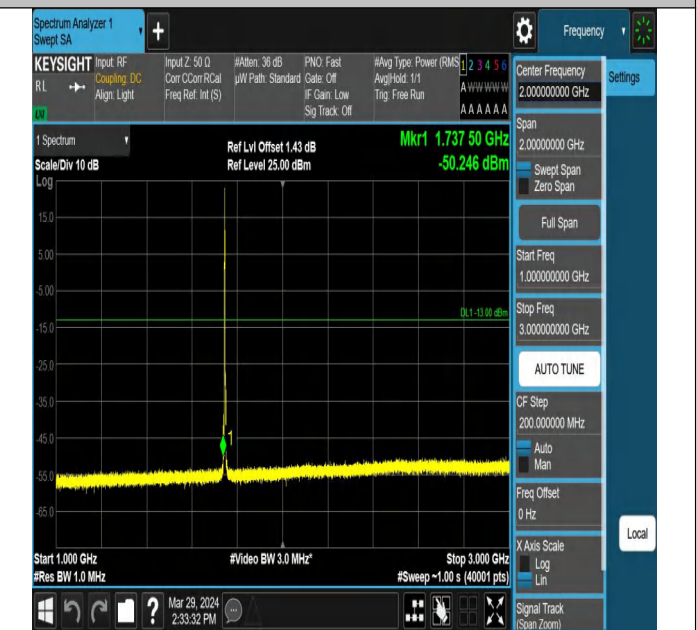 Spectrum Analyzer 1
Swept SA
+
Frequency
KEYSIGHT
RL
LXI
Input: RF
Coupling: DC
Align: Light
Input Z: 50 Ω
Corr CCorr RCal
Freq Ref: Int (S)
#Atten: 36 dB
µW Path: Standard
PNO: Fast
Gate: Off
IF Gain: Low
Sig Track: Off
#Avg Type: Power (RMS
Avg|Hold: 1/1
Trig: Free Run
1 2 3 4 5 6
A W W W W W
A A A A A A
1 Spectrum
Scale/Div 10 dB
Log
Ref Lvl Offset 1.43 dB
Ref Level 25.00 dBm
Mkr1 1.737 50 GHz
-50.246 dBm
15.0
5.00
-5.00
-15.0
-25.0
-35.0
-45.0
-55.0
-65.0
DL1 -13.00 dBm
1
Start 1.000 GHz
#Res BW 1.0 MHz
#Video BW 3.0 MHz*
Stop 3.000 GHz
#Sweep ~1.00 s (40001 pts)
Center Frequency
2.00000000 GHz
Settings
Span
2.00000000 GHz
Swept Span
Zero Span
Full Span
Start Freq
1.000000000 GHz
Stop Freq
3.000000000 GHz
AUTO TUNE
CF Step
200.000000 MHz
Auto
Man
Freq Offset
0 Hz
X Axis Scale
Log
Lin
Local
Signal Track
(Span Zoom)
?
Mar 29, 2024
2:33:32 PM